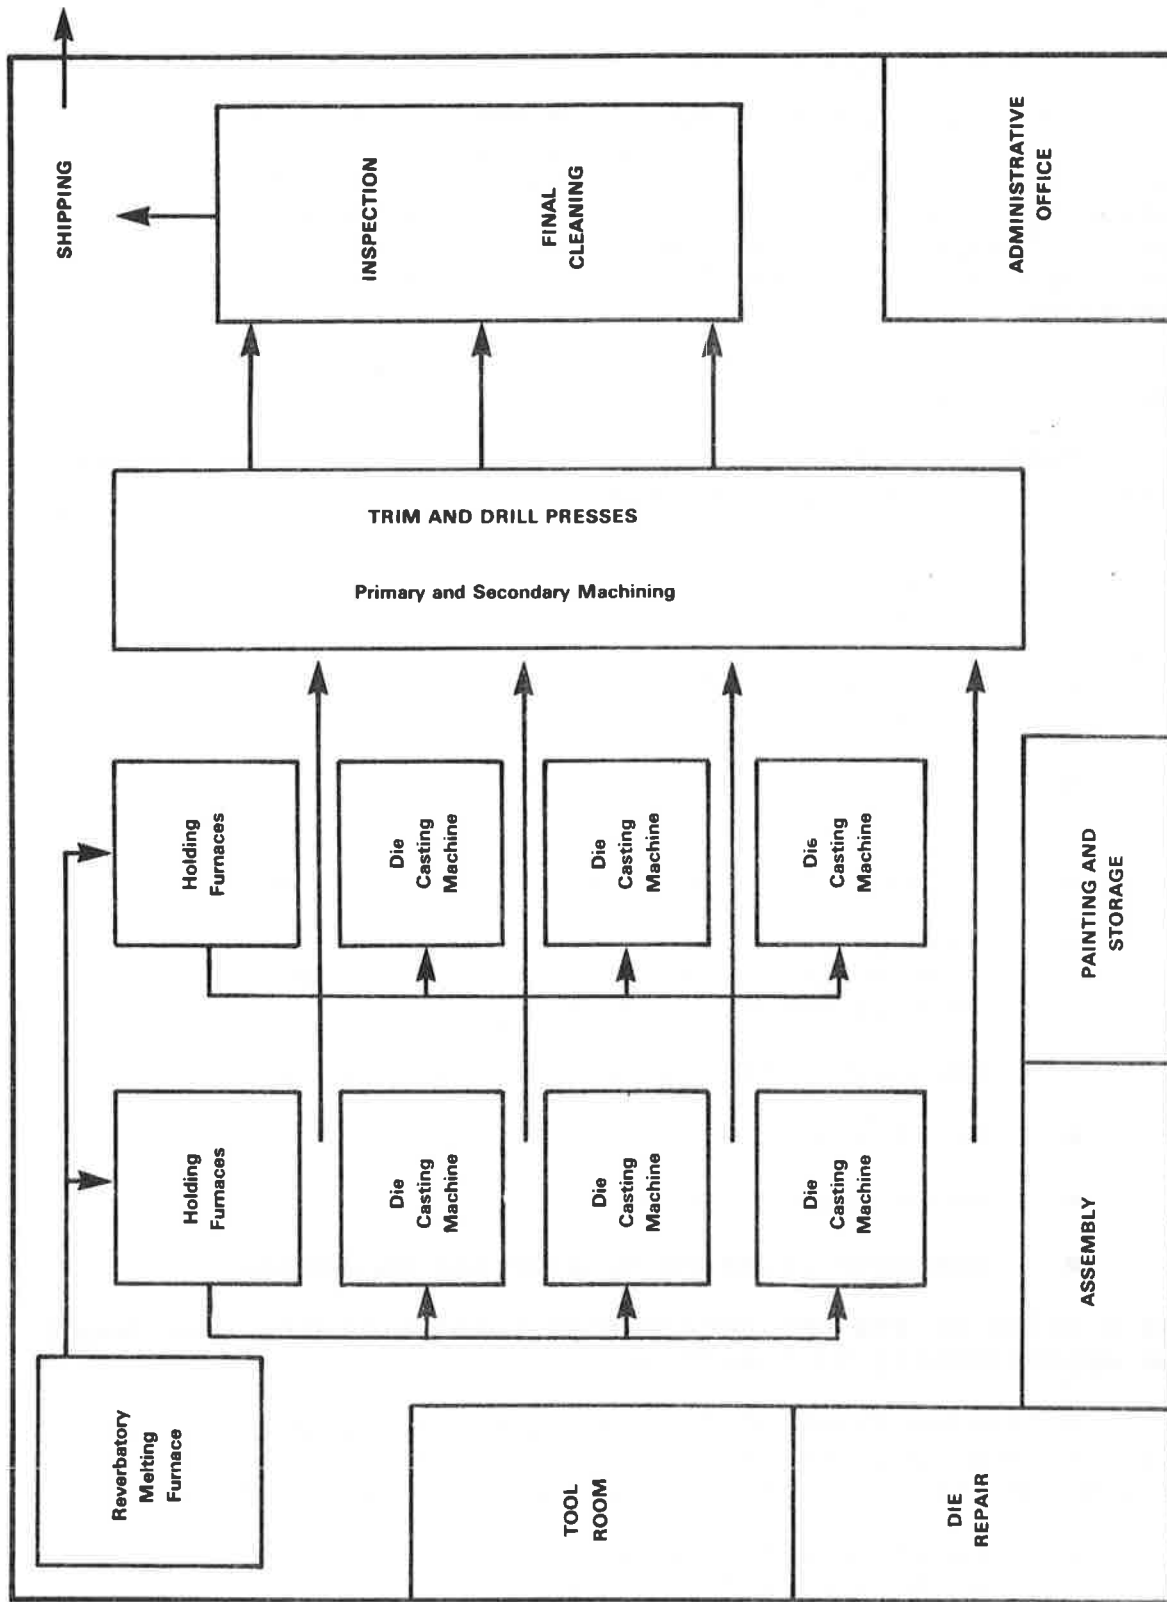 SHIPPING
INSPECTION
FINAL
CLEANING
ADMINISTRATIVE
OFFICE
TRIM AND DRILL PRESSES
Primary and Secondary Machining
Holding
Furnaces
Die
Casting
Machine
Die
Casting
Machine
Die
Casting
Machine
PAINTING AND
STORAGE
Holding
Furnaces
Die
Casting
Machine
Die
Casting
Machine
Die
Casting
Machine
ASSEMBLY
Reverbatory
Melting
Furnace
TOOL
ROOM
DIE
REPAIR